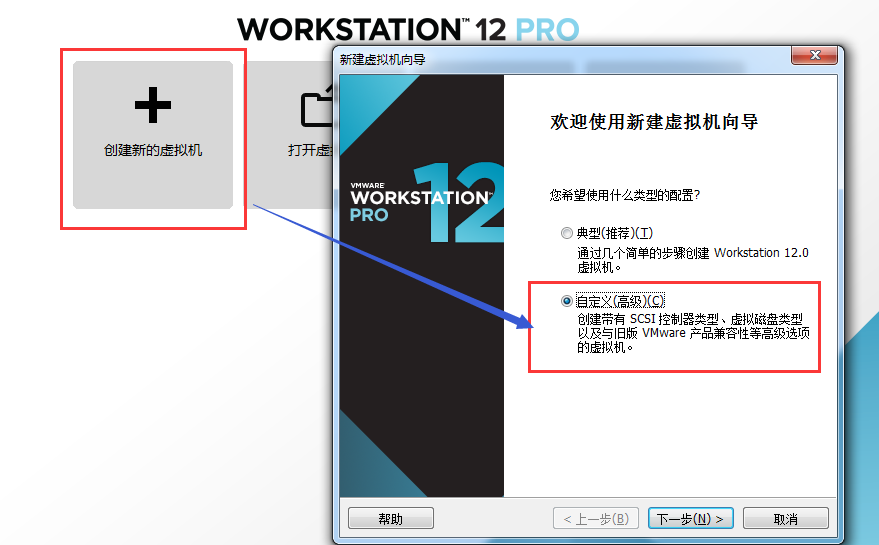 WORKSTATION™ 12 PRO
创建新的虚拟机
打开虚
新建虚拟机向导
VMWARE
WORKSTATION™
PRO
12
欢迎使用新建虚拟机向导
您希望使用什么类型的配置?
典型(推荐)(T)
通过几个简单的步骤创建 Workstation 12.0
虚拟机。
自定义(高级)(C)
创建带有 SCSI 控制器类型、虚拟磁盘类型
以及与旧版 VMware 产品兼容性等高级选项
的虚拟机。
帮助
< 上一步(B)
下一步(N) >
取消